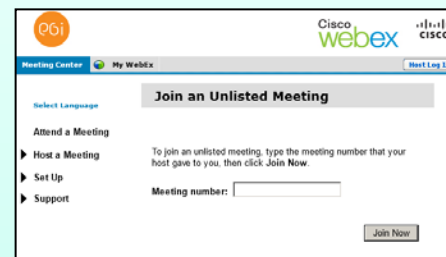 PGi
Cisco
webex
CISCO
Meeting Center My WebEx
Host Log
Select Language
Join an Unlisted Meeting
Attend a Meeting
Host a Meeting
Set Up
Support
To join an unlisted meeting, type the meeting number that your
host gave to you, then click Join Now.
Meeting number:
Join Now